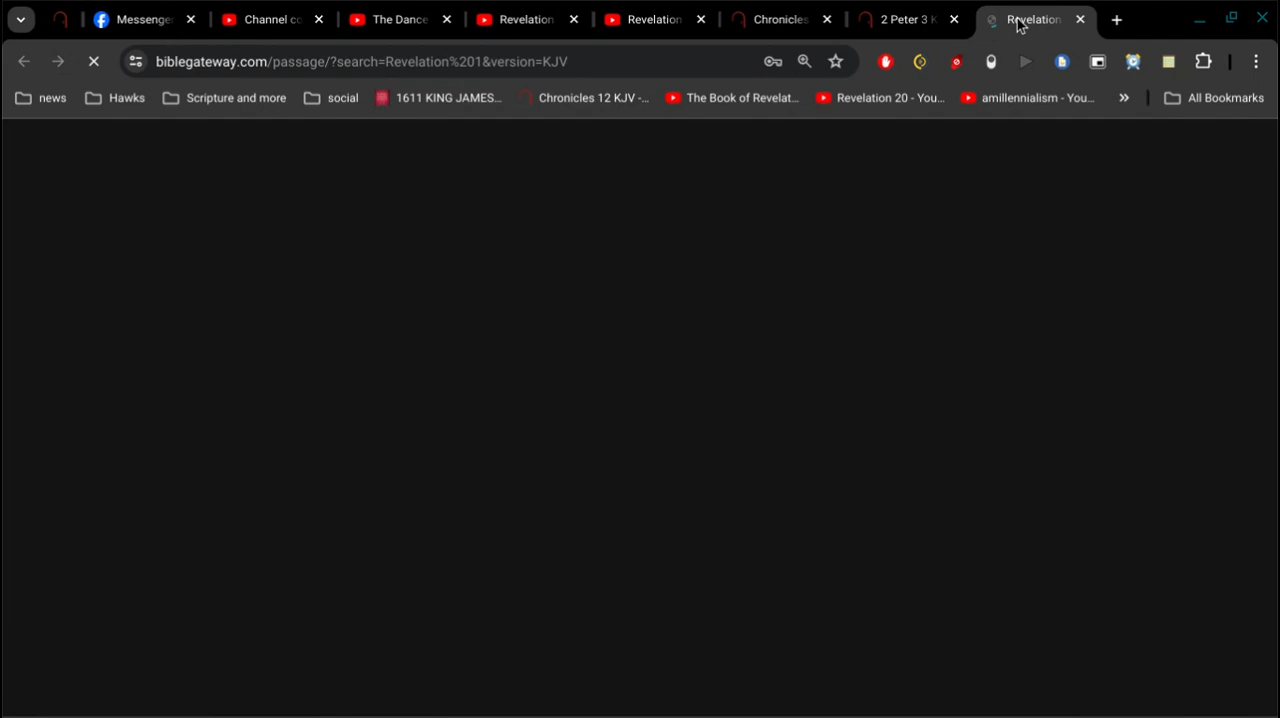 Messenger Channel co The Dance Revelation Revelation Chronicles 2 Peter 3 K Revelation
biblegateway.com/passage/?search=Revelation%201&version=KJV
news Hawks Scripture and more social 1611 KING JAMES... Chronicles 12 KJV -... The Book of Revelat... Revelation 20 - You... amillennialism - You... » All Bookmarks